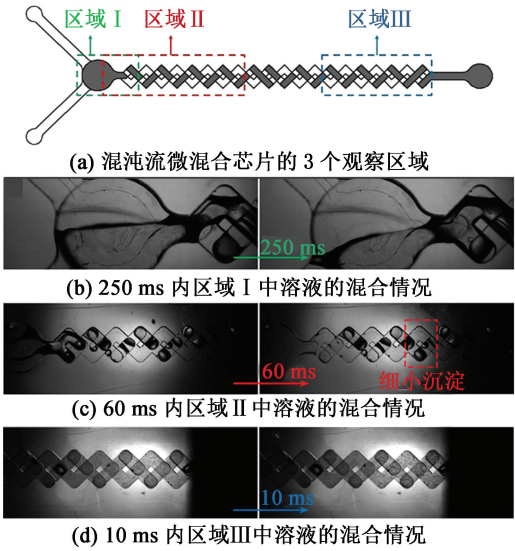 区域Ⅰ 区域Ⅱ 区域Ⅲ
(a) 混沌流微混合芯片的 3 个观察区域
250 ms
(b) 250 ms 内区域Ⅰ中溶液的混合情况
60 ms
细小沉淀
(c) 60 ms 内区域Ⅱ中溶液的混合情况
10 ms
(d) 10 ms 内区域Ⅲ中溶液的混合情况